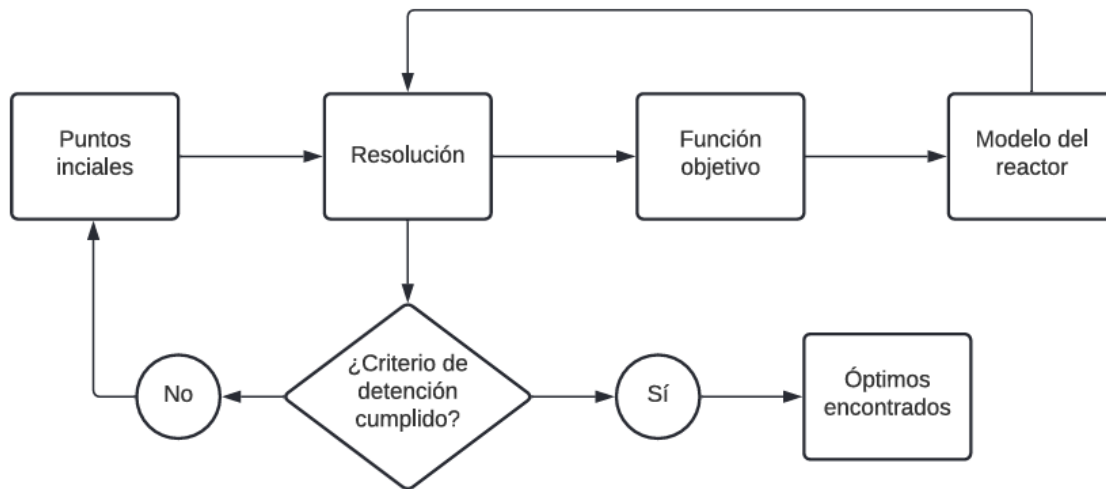 Puntos
inciales
Resolución
Función
objetivo
Modelo del
reactor
No
¿Criterio de
detención
cumplido?
Sí
Óptimos
encontrados